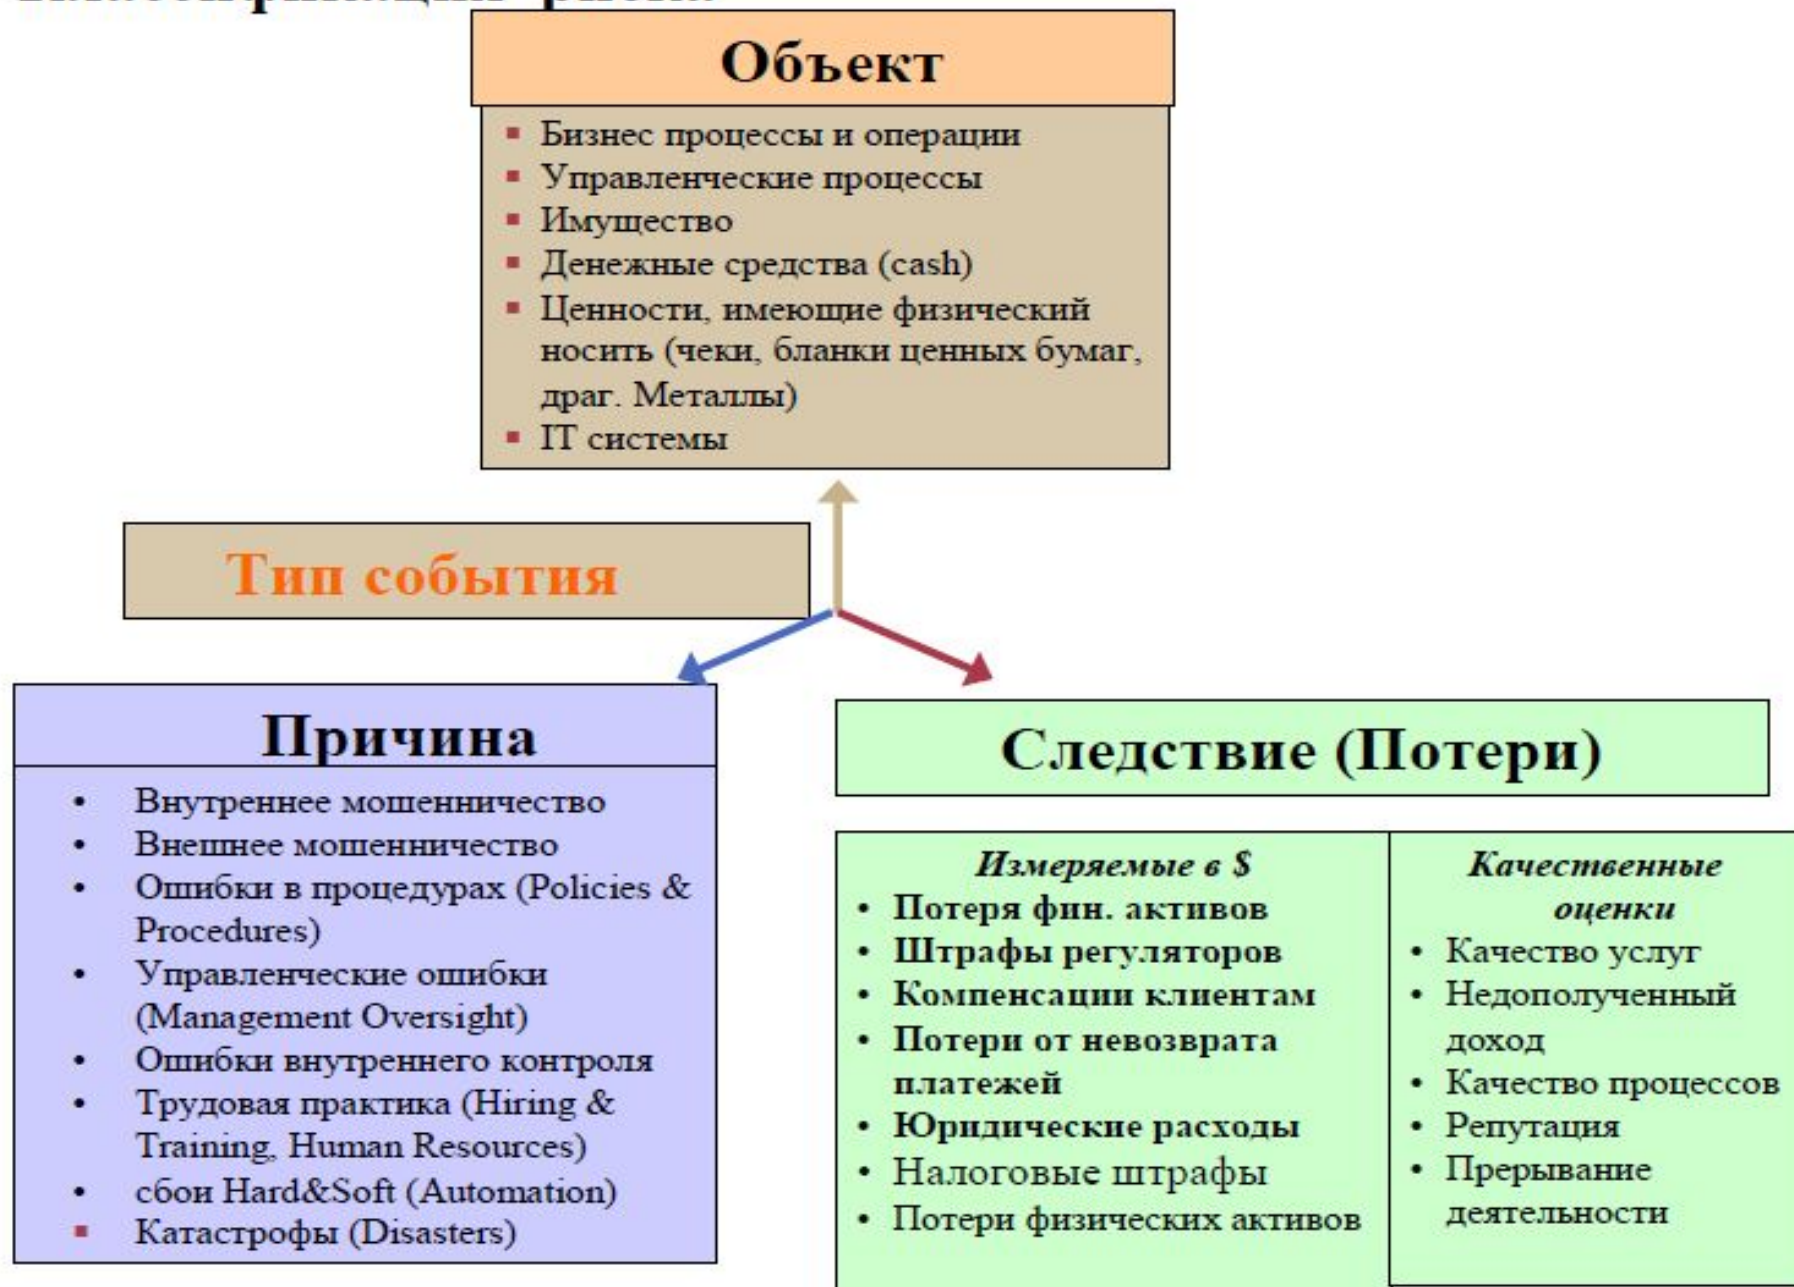 Объект
▪ Бизнес процессы и операции
▪ Управленческие процессы
▪ Имущество
▪ Денежные средства (cash)
▪ Ценности, имеющие физический
носить (чеки, бланки ценных бумаг,
драг. Металлы)
▪ IT системы
Тип события
Причина
• Внутреннее мошенничество
• Внешнее мошенничество
• Ошибки в процедурах (Policies &
Procedures)
• Управленческие ошибки
(Management Oversight)
• Ошибки внутреннего контроля
• Трудовая практика (Hiring &
Training, Human Resources)
• сбои Hard&Soft (Automation)
▪ Катастрофы (Disasters)
Следствие (Потери)
Измеряемые в $
• Потеря фин. активов
• Штрафы регуляторов
• Компенсации клиентам
• Потери от невозврата
платежей
• Юридические расходы
• Налоговые штрафы
• Потери физических активов
Качественные
оценки
• Качество услуг
• Недополученный
доход
• Качество процессов
• Репутация
• Прерывание
деятельности